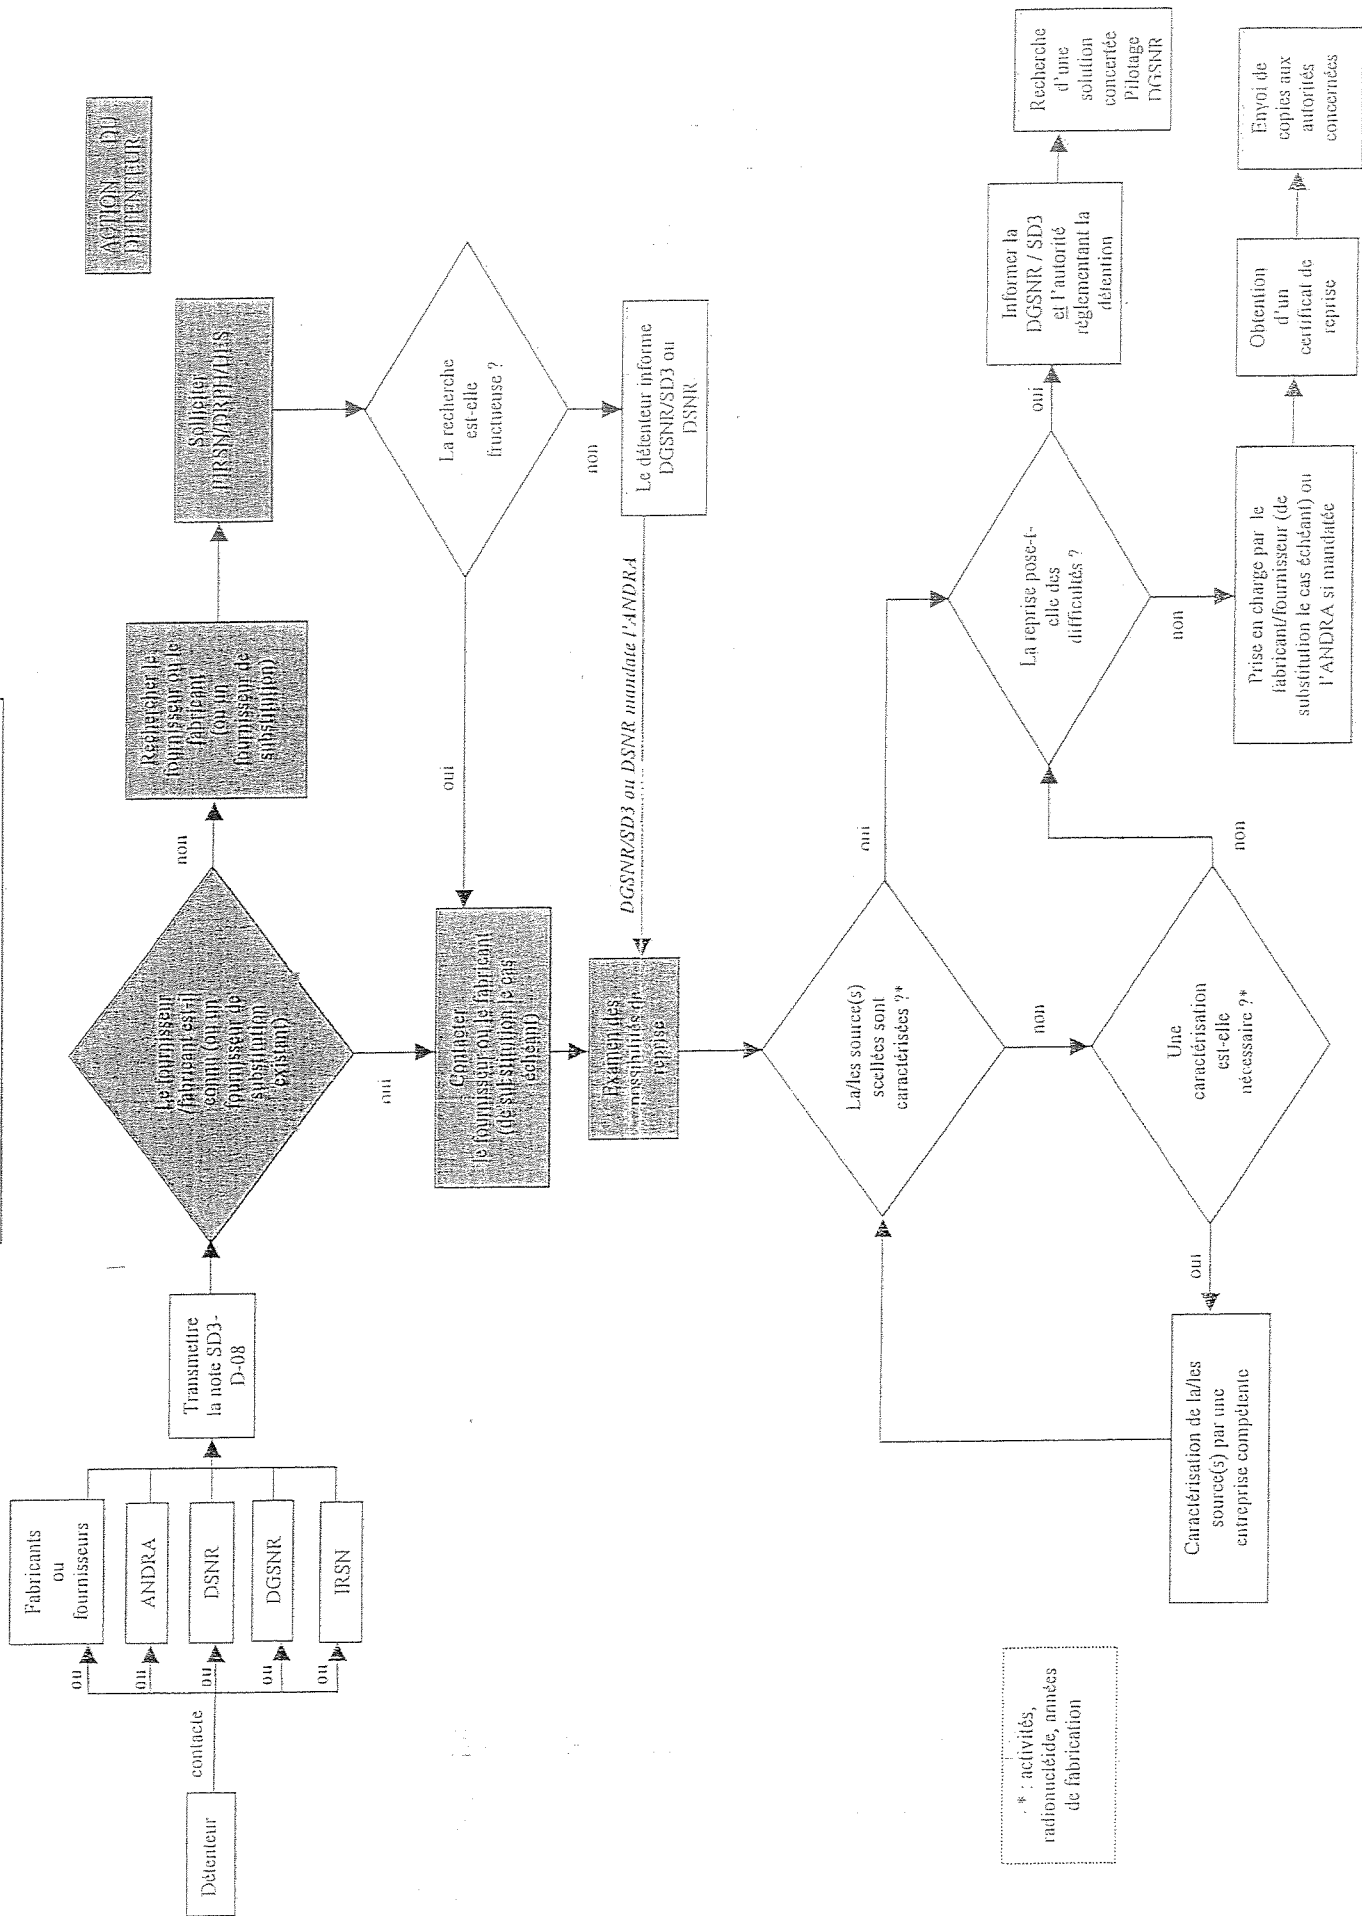 ACTION DU
DETENTEUR
Détenteur
contacte
ou
ou
ou
ou
ou
Fabricants
ou
fournisseurs
ANDRA
DSNR
DGSNR
IRSN
Transmettre
la note SD3-
D-08
Le fournisseur
/fabricant est-il
connu (ou un
fournisseur de
substitution
existant)
non
Rechercher le
fournisseur ou le
fabricant
(ou un
fournisseur de
substitution)
Solliciter
l'IRSN/DRPH/UES
oui
Contacter
le fournisseur ou le fabricant
(de substitution le cas
échéant)
oui
La recherche
est-elle
fructueuse ?
non
Le détenteur informe
DGSNR/SD3 ou
DSNR
DGSNR/SD3 ou DSNR mandate l'ANDRA
Examen des
possibilités de
reprise
La/les source(s)
scellées sont
caractérisées ?*
oui
non
Une
caractérisation
est-elle
nécessaire ?*
oui
non
Caractérisation de la/les
source(s) par une
entreprise compétente
La reprise pose-t-
elle des
difficultés ?
oui
Informer la
DGSNR / SD3
et l'autorité
réglementant la
détention
Recherche
d'une
solution
concertée
Pilotage
DGSNR
non
Prise en charge par le
fabricant/fournisseur (de
substitution le cas échéant) ou
l'ANDRA si mandatée
Obtention
d'un
certificat de
reprise
Envoi de
copies aux
autorités
concernées
* : activités,
radionucléide, années
de fabrication